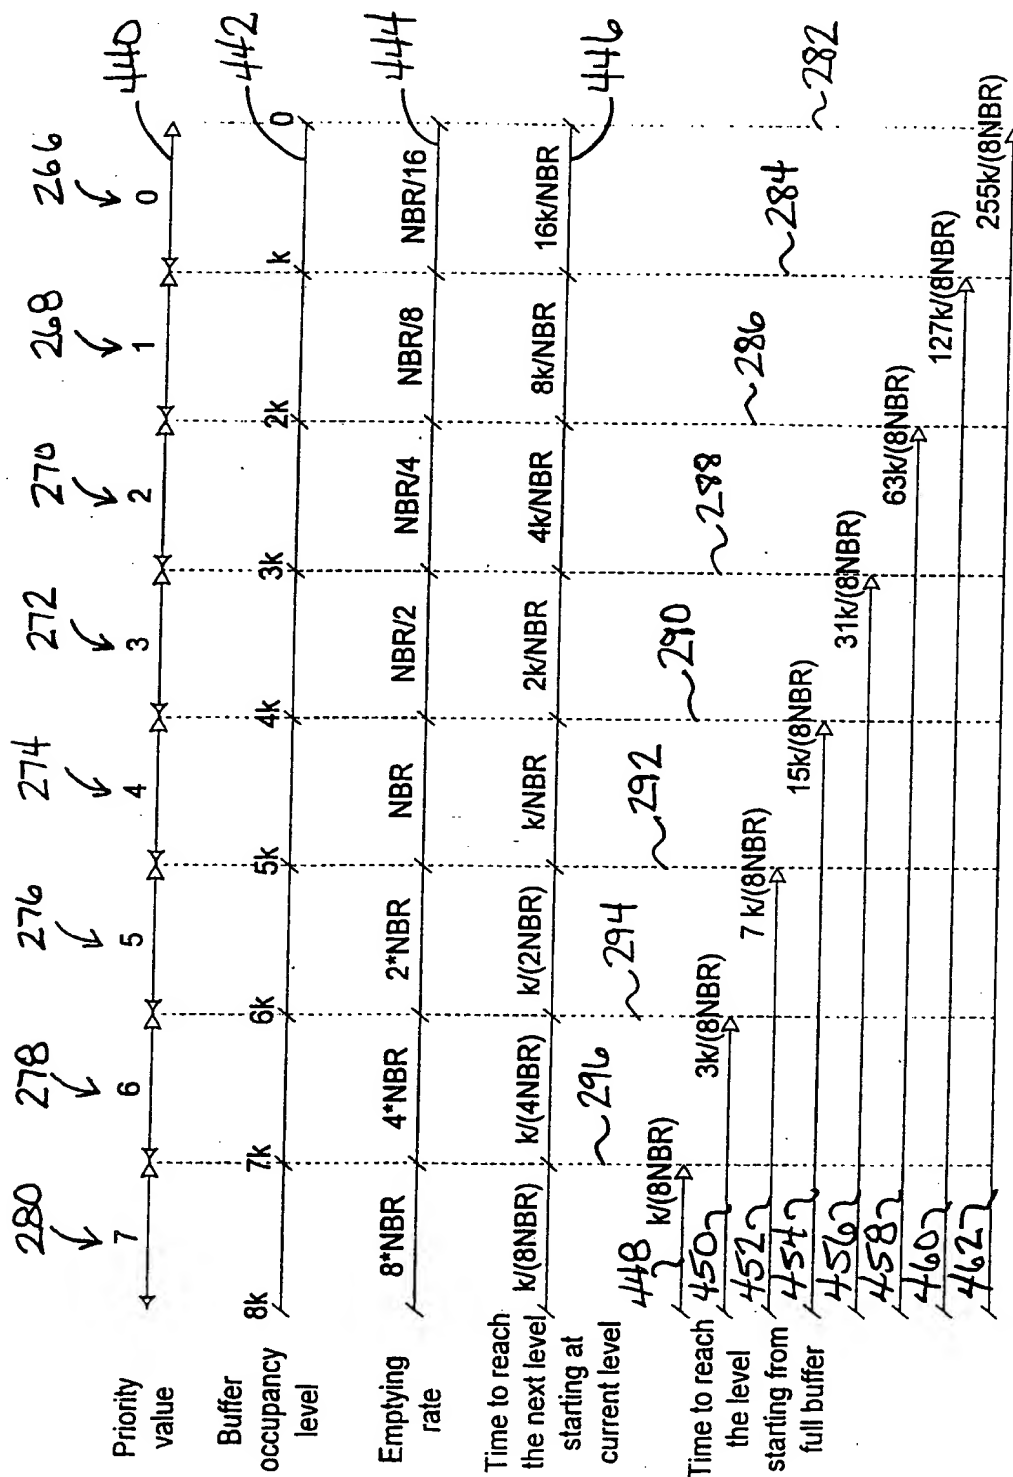 280 278 276 274 272 270 268 266
Priority value
7 6 5 4 3 2 1 0
440
Buffer occupancy level
8k 7k 6k 5k 4k 3k 2k k 0
442
Emptying rate
8*NBR 4*NBR 2*NBR NBR NBR/2 NBR/4 NBR/8 NBR/16
444
Time to reach the next level starting at current level
k/(8NBR) k/(4NBR) k/(2NBR) k/NBR 2k/NBR 4k/NBR 8k/NBR 16k/NBR
446
296 294 292 290 288 286 284 282
Time to reach the level starting from full buffer
448 k/(8NBR)
450 3k/(8NBR)
452 7 k/(8NBR)
454 15k/(8NBR)
456 31k/(8NBR)
458 63k/(8NBR)
460 127k/(8NBR)
462 255k/(8NBR)